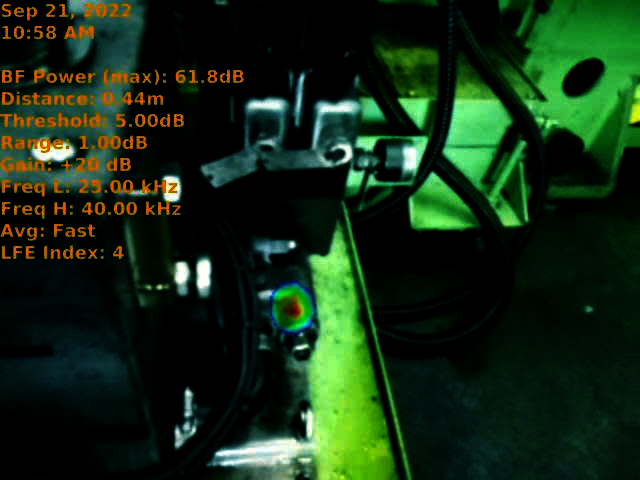 Sep 21, 2022
10:58 AM
BF Power (max): 61.8dB
Distance: 0.44m
Threshold: 5.00dB
Range: 1.00dB
Gain: +20 dB
Freq L: 25.00 kHz
Freq H: 40.00 kHz
Avg: Fast
LFE Index: 4